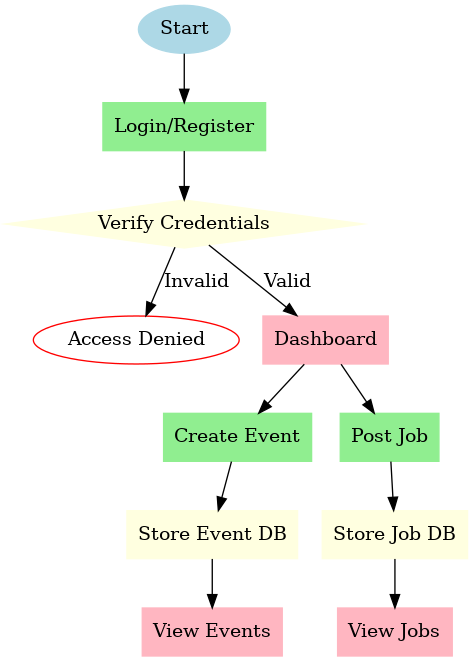 Start
Login/Register
Verify Credentials
Invalid
Valid
Access Denied
Dashboard
Create Event
Post Job
Store Event DB
Store Job DB
View Events
View Jobs